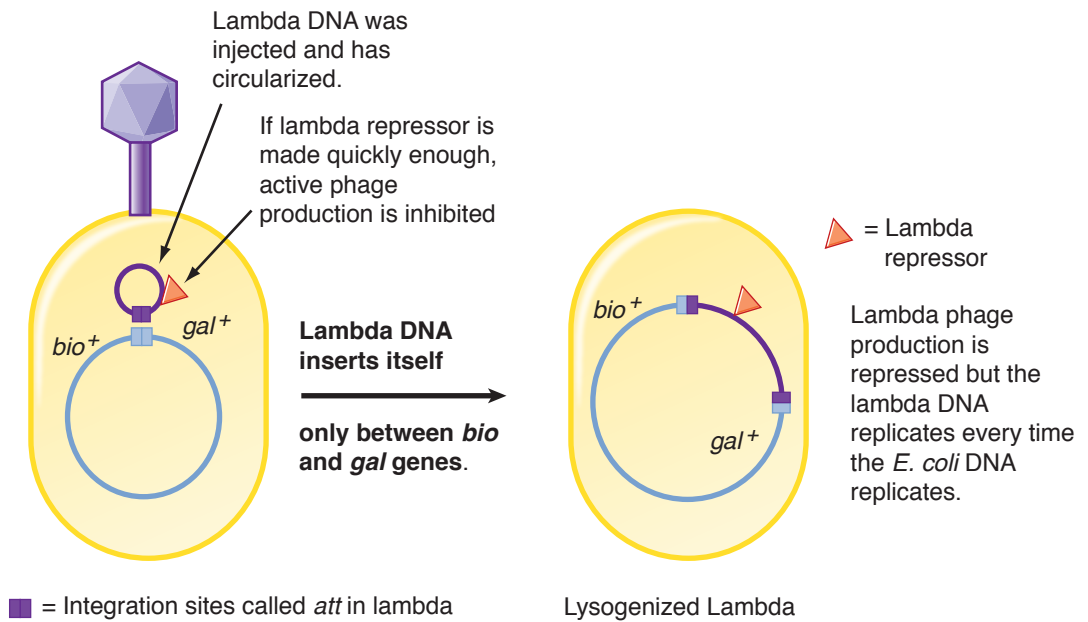 Lambda DNA was
injected and has
circularized.
If lambda repressor is
made quickly enough,
active phage
production is inhibited
bio+
gal+
Lambda DNA
inserts itself
only between bio
and gal genes.
bio+
gal+
= Lambda
repressor
Lambda phage
production is
repressed but the
lambda DNA
replicates every time
the E. coli DNA
replicates.
= Integration sites called att in lambda
Lysogenized Lambda